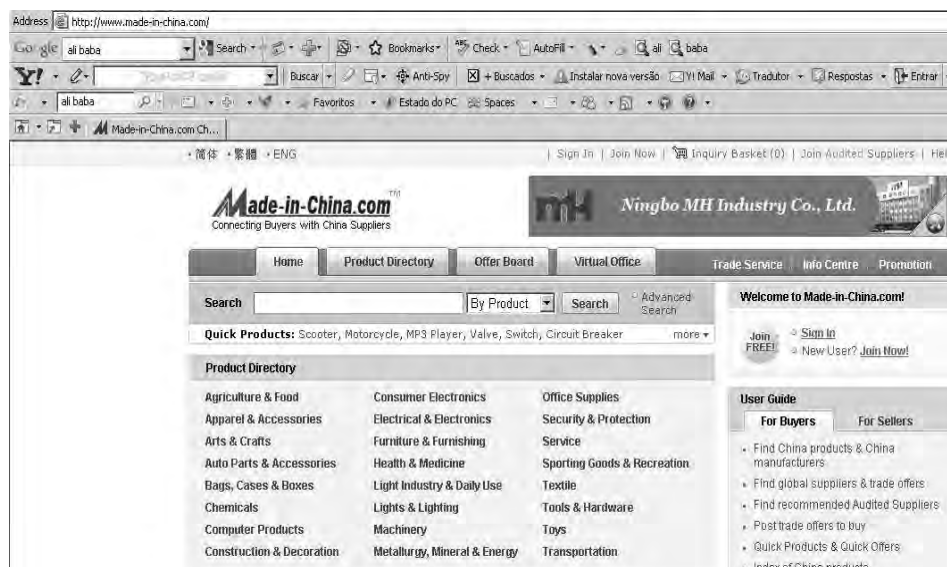 Address http://www.made-in-china.com/
Google ali baba Search Bookmarks ABC Check AutoFill ali baba
Y! Buscar Anti-Spy + Buscados Instalar nova versão Y! Mail Tradutor Respostas Entrar
ali baba Favoritos Estado do PC Spaces
Made-in-China.com Ch...
· 简体 · 繁體 · ENG | Sign In | Join Now | Inquiry Basket (0) | Join Audited Suppliers | Hel
Made-in-China.com™
Connecting Buyers with China Suppliers
MH Ningbo MH Industry Co., Ltd.
Home Product Directory Offer Board Virtual Office Trade Service Info Centre Promotion
Search By Product Search Advanced Search
Quick Products: Scooter, Motorcycle, MP3 Player, Valve, Switch, Circuit Breaker more
Product Directory
Agriculture & Food Consumer Electronics Office Supplies
Apparel & Accessories Electrical & Electronics Security & Protection
Arts & Crafts Furniture & Furnishing Service
Auto Parts & Accessories Health & Medicine Sporting Goods & Recreation
Bags, Cases & Boxes Light Industry & Daily Use Textile
Chemicals Lights & Lighting Tools & Hardware
Computer Products Machinery Toys
Construction & Decoration Metallurgy, Mineral & Energy Transportation
Welcome to Made-in-China.com!
Join FREE! Sign In
New User? Join Now!
User Guide
For Buyers For Sellers
Find China products & China
manufacturers
Find global suppliers & trade offers
Find recommended Audited Suppliers
Post trade offers to buy
Quick Products & Quick Offers
Index of China products